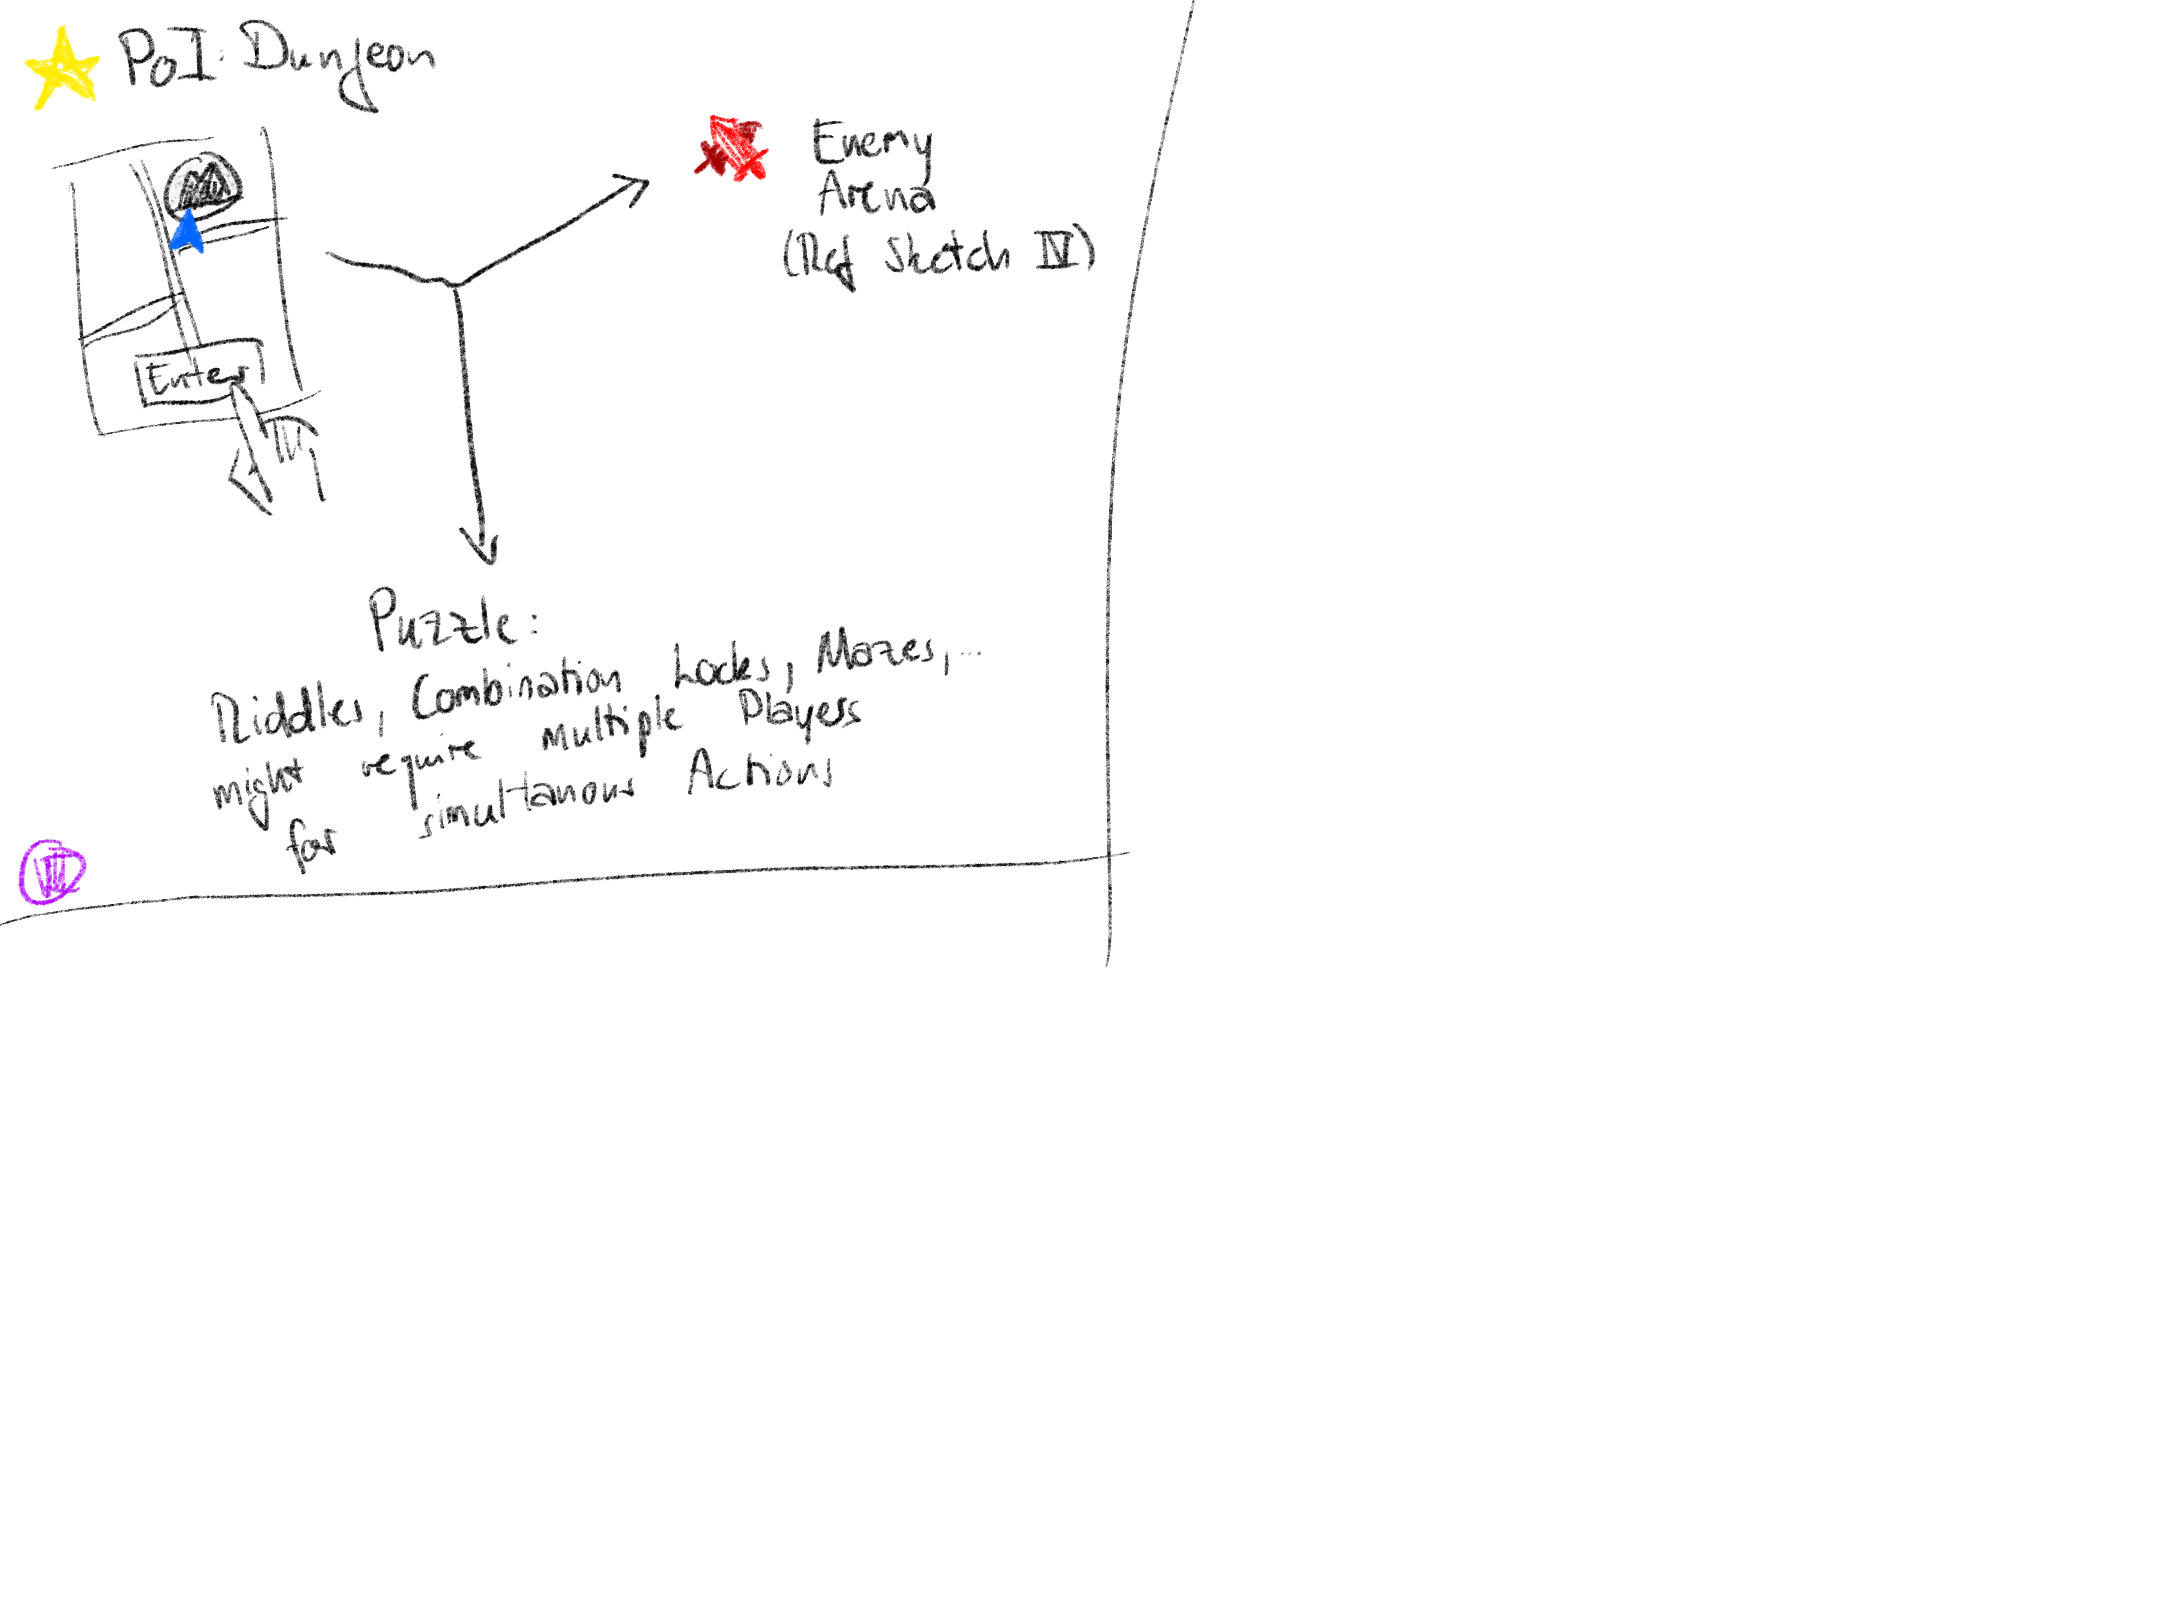 PoI: Dungeon
Enemy
Arena
(Ref Sketch IV)
Enter
Puzzle:
Riddles, Combination Locks, Mazes,...
might require multiple Players
for simultanous Actions